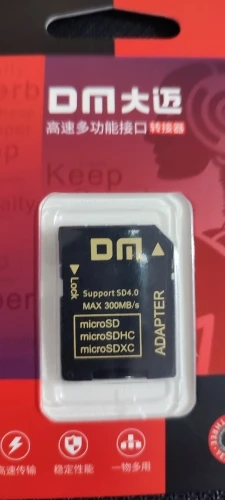 DM大迈
高速多功能接口 转接器
Keep
Keep
DM
Lock
Support SD4.0
MAX 300MB/s
microSD
microSDHC
microSDXC
ADAPTER
高速传输
稳定性能
一物多用